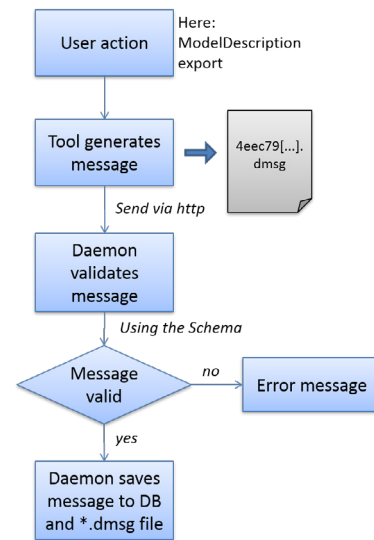 User action
Here:
ModelDescription
export
Tool generates
message
4eec79[...].
dmsg
Send via http
Daemon
validates
message
Using the Schema
Message
valid
no
Error message
yes
Daemon saves
message to DB
and *.dmsg file